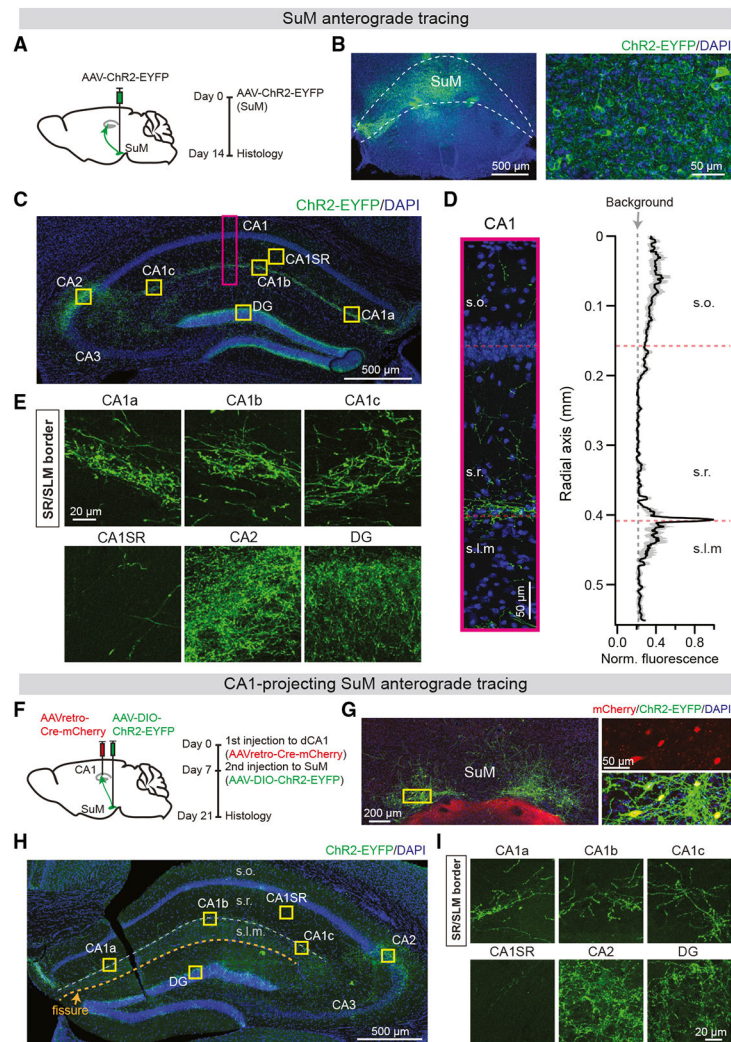 SuM anterograde tracing
A
AAV-ChR2-EYFP
SuM
Day 0
AAV-ChR2-EYFP
(SuM)
Day 14
Histology
B
ChR2-EYFP/DAPI
SuM
500 µm
50 µm
C
ChR2-EYFP/DAPI
CA1
CA1SR
CA1c
CA1b
CA2
DG
CA1a
CA3
500 µm
D
Background
CA1
s.o.
s.r.
s.l.m
50 µm
0
0.1
0.2
0.3
0.4
0.5
Radial axis (mm)
s.o.
s.r.
s.l.m
0.0
0.4
0.8
Norm. fluorescence
E
CA1a
CA1b
CA1c
SR/SLM border
20 µm
CA1SR
CA2
DG
CA1-projecting SuM anterograde tracing
F
AAVretro-
Cre-mCherry
AAV-DIO-
ChR2-EYFP
CA1
SuM
Day 0
1st injection to dCA1
(AAVretro-Cre-mCherry)
Day 7
2nd injection to SuM
(AAV-DIO-ChR2-EYFP)
Day 21
Histology
G
mCherry/ChR2-EYFP/DAPI
SuM
200 µm
50 µm
H
ChR2-EYFP/DAPI
s.o.
s.r.
s.l.m.
CA1b
CA1SR
CA1c
CA1a
CA2
DG
CA3
fissure
500 µm
I
CA1a
CA1b
CA1c
SR/SLM border
CA1SR
CA2
DG
20 µm